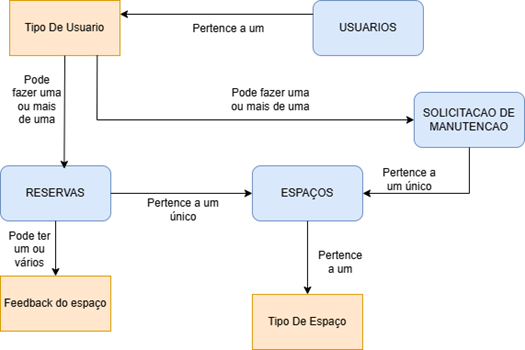 Tipo De Usuario
Pertence a um
USUARIOS
Pode
fazer uma
ou mais
de uma
Pode fazer uma
ou mais de uma
SOLICITACAO DE
MANUTENCAO
Pertence a
um único
RESERVAS
Pertence a um
único
ESPAÇOS
Pode ter
um ou
vários
Pertence
a um
Feedback do espaço
Tipo De Espaço